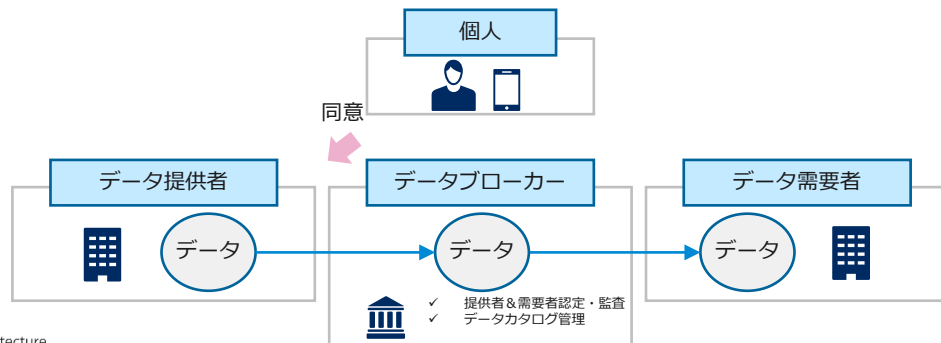 個人
同意
データ提供者
データブローカー
データ需要者
データ
データ
データ
✓ 提供者＆需要者認定・監査
✓ データカタログ管理
tecture